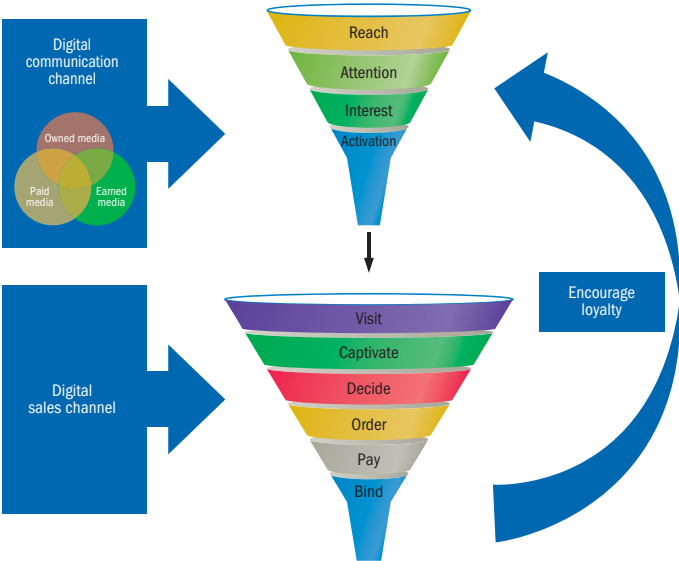 Digital
communication
channel
Owned media
Paid
media
Earned
media
Reach
Attention
Interest
Activation
Digital
sales channel
Visit
Captivate
Decide
Order
Pay
Bind
Encourage
loyalty